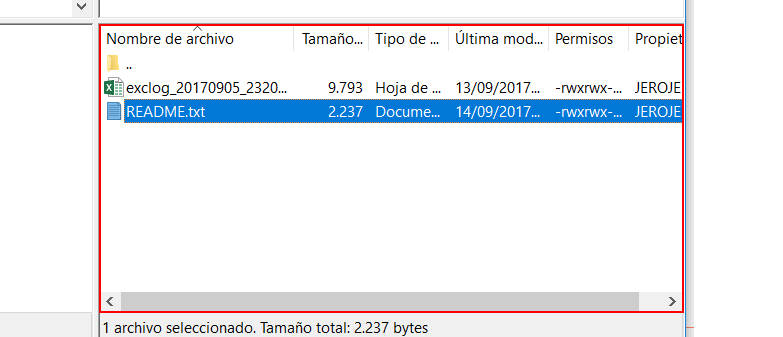 Nombre de archivo Tamaño... Tipo de ... Última mod... Permisos Propiet
..
exclog_20170905_2320... 9.793 Hoja de ... 13/09/2017... -rwxrwx-... JEROJE
README.txt 2.237 Docume... 14/09/2017... -rwxrwx-... JEROJE
1 archivo seleccionado. Tamaño total: 2.237 bytes